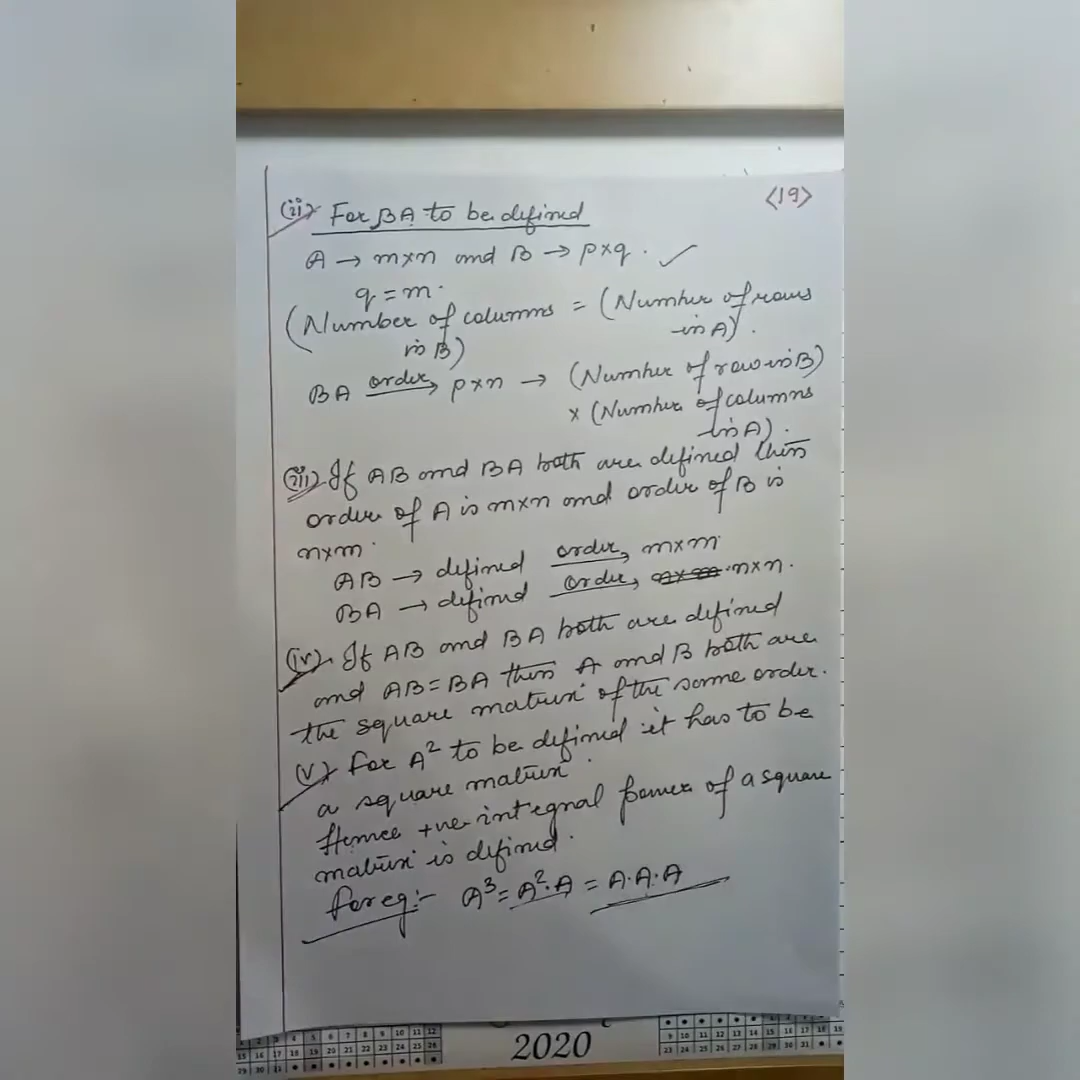 <19>
(ii) For BA to be defined
A → m×n and B → p×q.
q = m.
(Number of columns = (Number of rows
in B) in A).
BA order, p×n → (Number of row in B)
× (Number of columns
in A).
(iii) If AB and BA both are defined then
order of A is m×n and order of B is
n×m.
AB → defined order, m×m
BA → defined order, n×n.
(iv). If AB and BA both are defined
and AB=BA then A and B both are
the square matrix of the same order.
(v) For A² to be defined it has to be
a square matrix.
Hence +ve integral power of a square
matrix is defined.
For eg:- A³ = A²·A = A·A·A
2020